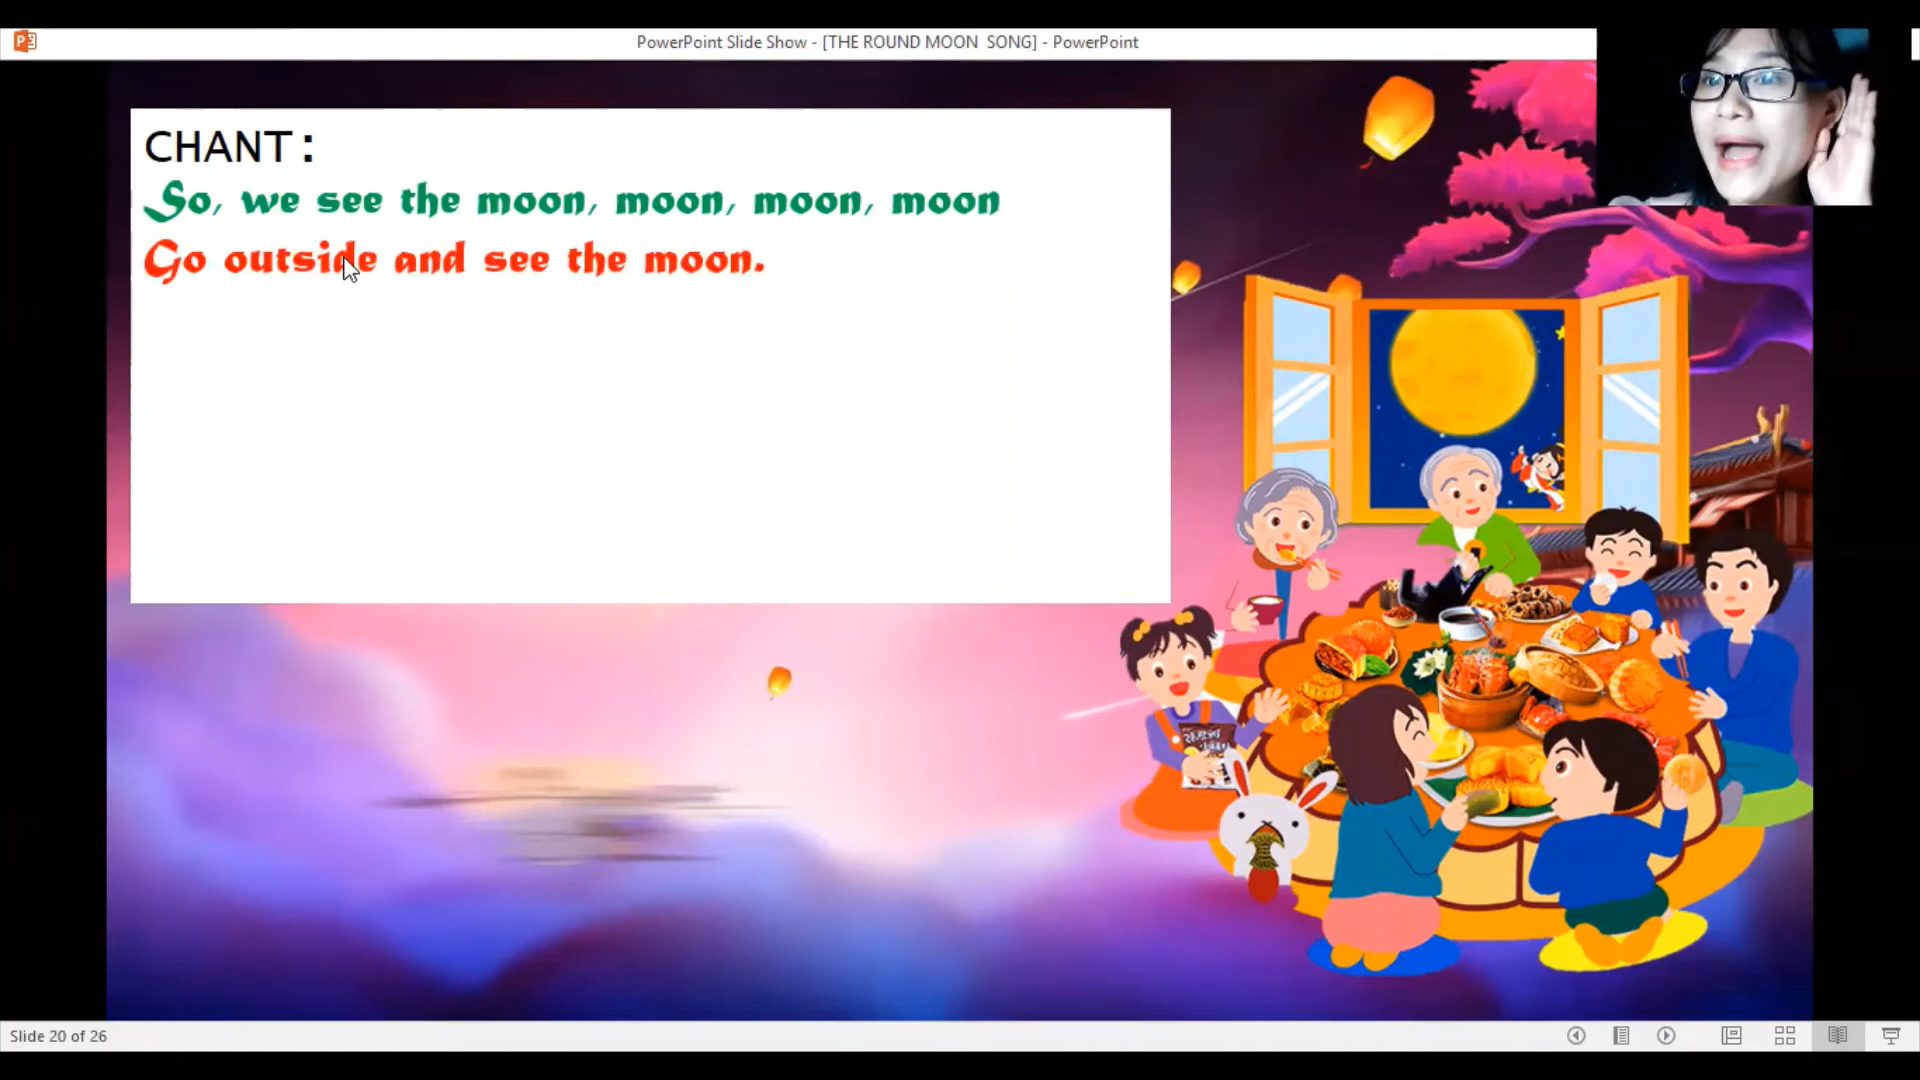 PowerPoint Slide Show - [THE ROUND MOON  SONG] - PowerPoint
CHANT:
So, we see the moon, moon, moon, moon
Go outside and see the moon.
Slide 20 of 26